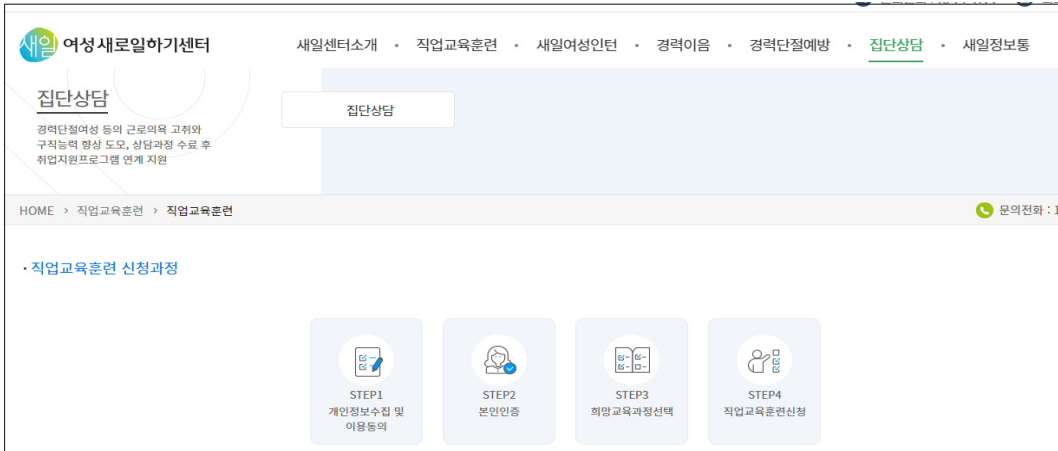 새일 여성새로일하기센터
새일센터소개 · 직업교육훈련 · 새일여성인턴 · 경력이음 · 경력단절예방 · 집단상담 · 새일정보통
집단상담
경력단절여성 등의 근로의욕 고취와
구직능력 향상 도모, 상담과정 수료 후
취업지원프로그램 연계 지원
집단상담
HOME > 직업교육훈련 > 직업교육훈련
문의전화 : 1
· 직업교육훈련 신청과정
STEP1
개인정보수집 및
이용동의
STEP2
본인인증
STEP3
희망교육과정선택
STEP4
직업교육훈련신청